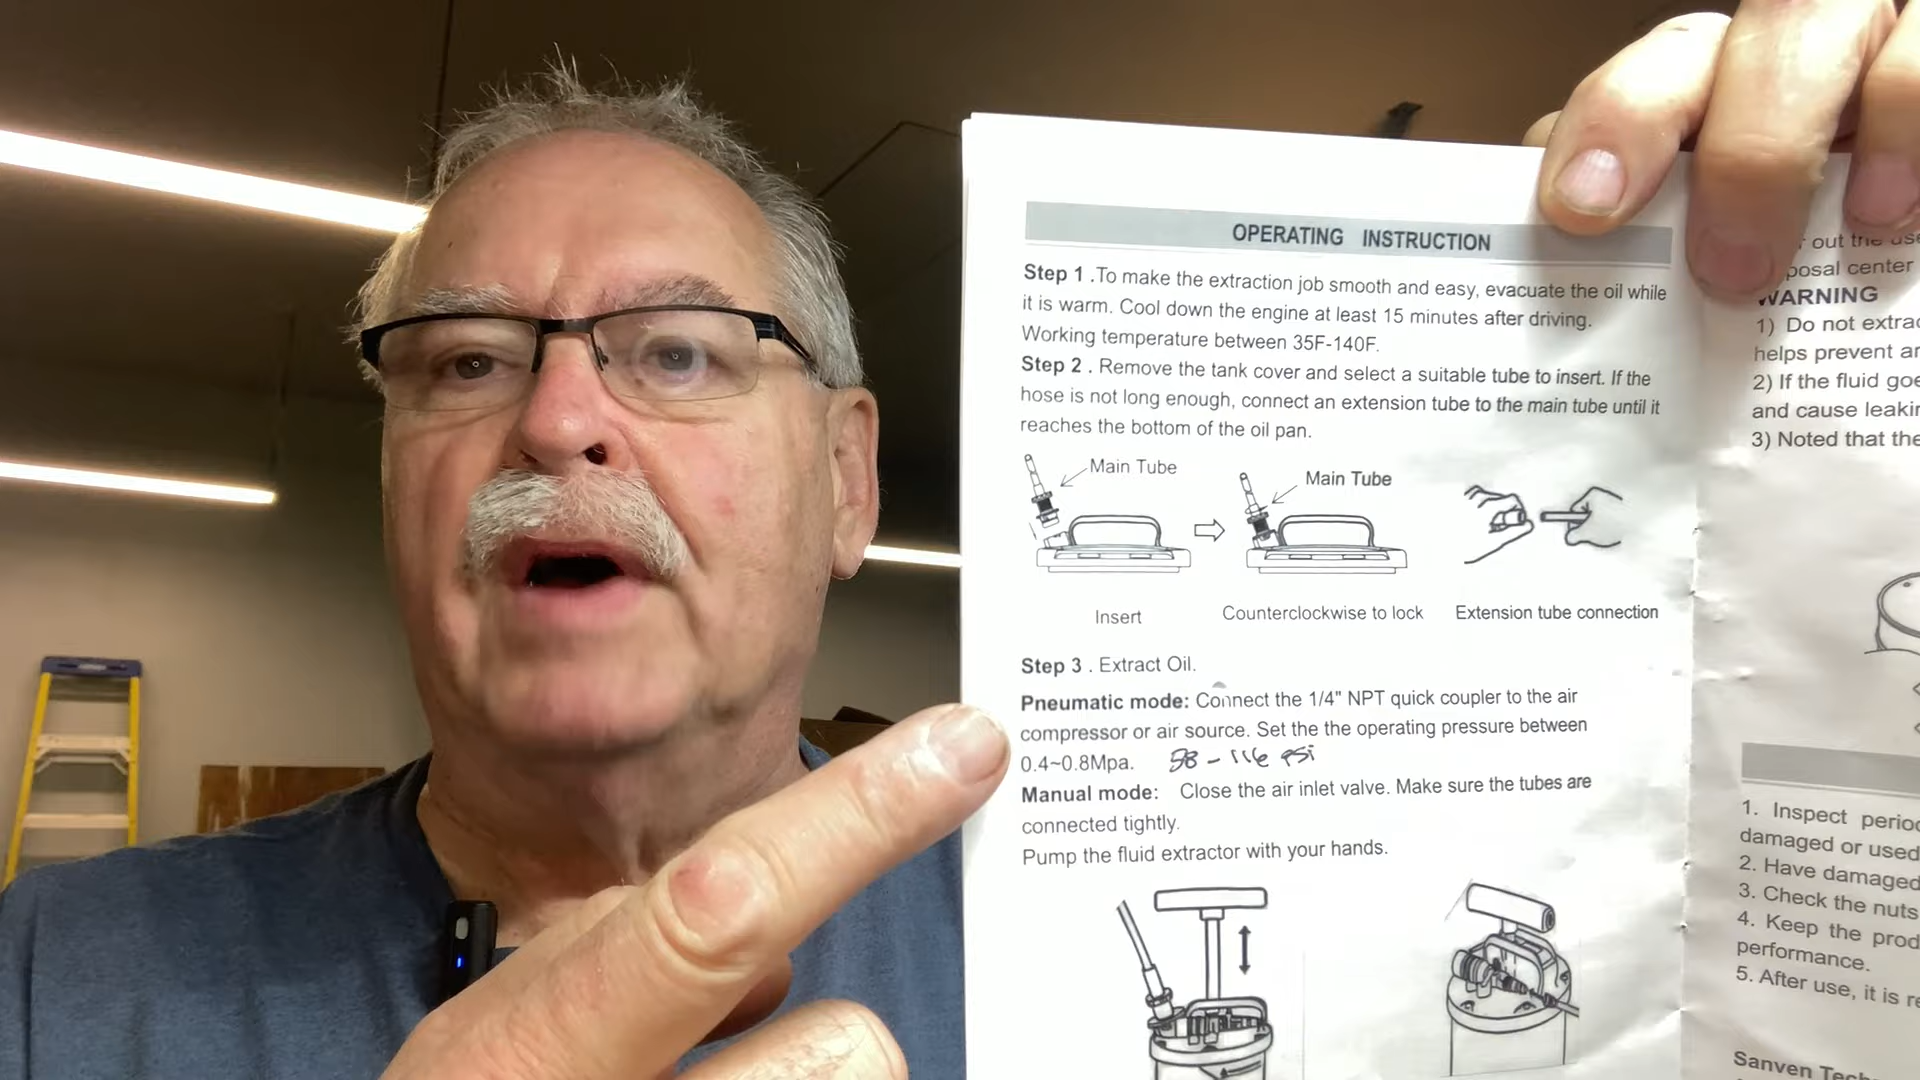 OPERATING INSTRUCTION
Step 1 .To make the extraction job smooth and easy, evacuate the oil while
it is warm. Cool down the engine at least 15 minutes after driving.
Working temperature between 35F-140F.
Step 2 . Remove the tank cover and select a suitable tube to insert. If the
hose is not long enough, connect an extension tube to the main tube until it
reaches the bottom of the oil pan.
Main Tube
Main Tube
Insert
Counterclockwise to lock
Extension tube connection
Step 3 . Extract Oil.
Pneumatic mode: Connect the 1/4" NPT quick coupler to the air
compressor or air source. Set the the operating pressure between
0.4~0.8Mpa. 58 - 116 psi
Manual mode: Close the air inlet valve. Make sure the tubes are
connected tightly.
Pump the fluid extractor with your hands.
out the
posal center
WARNING
1) Do not
helps prevent
2) If the fluid
and cause
3) Noted that the
1. Inspect
damaged or used
2. Have damaged
3. Check the nuts
4. Keep the
performance.
5. After use, it is
Sanven